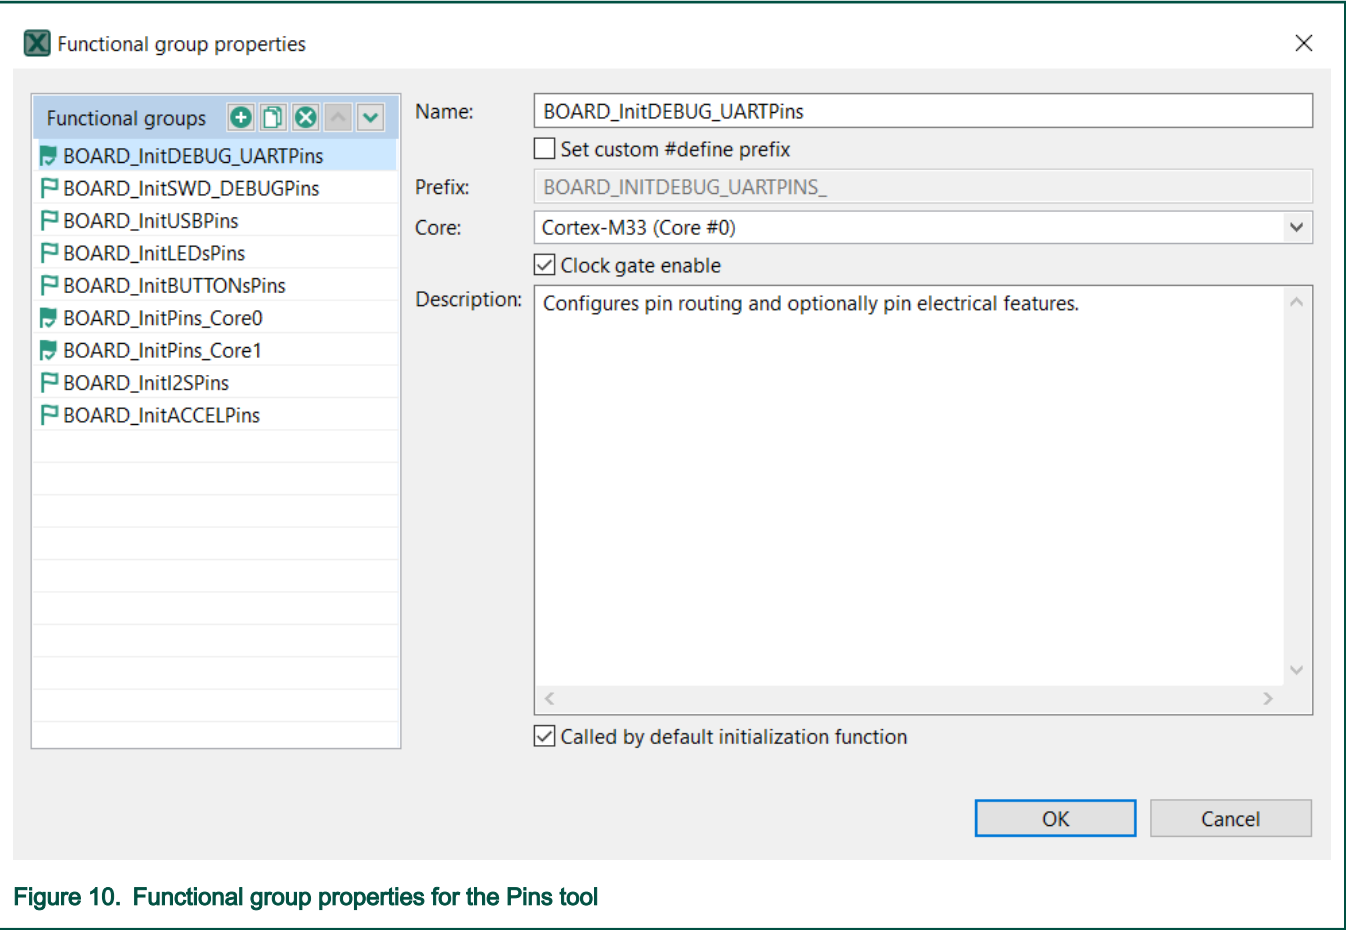 Functional group properties
Functional groups
BOARD_InitDEBUG_UARTPins
BOARD_InitSWD_DEBUGPins
BOARD_InitUSBPins
BOARD_InitLEDsPins
BOARD_InitBUTTONsPins
BOARD_InitPins_Core0
BOARD_InitPins_Core1
BOARD_InitI2SPins
BOARD_InitACCELPins
Name: BOARD_InitDEBUG_UARTPins
Set custom #define prefix
Prefix: BOARD_INITDEBUG_UARTPINS_
Core: Cortex-M33 (Core #0)
Clock gate enable
Description: Configures pin routing and optionally pin electrical features.
Called by default initialization function
OK Cancel
Figure 10. Functional group properties for the Pins tool